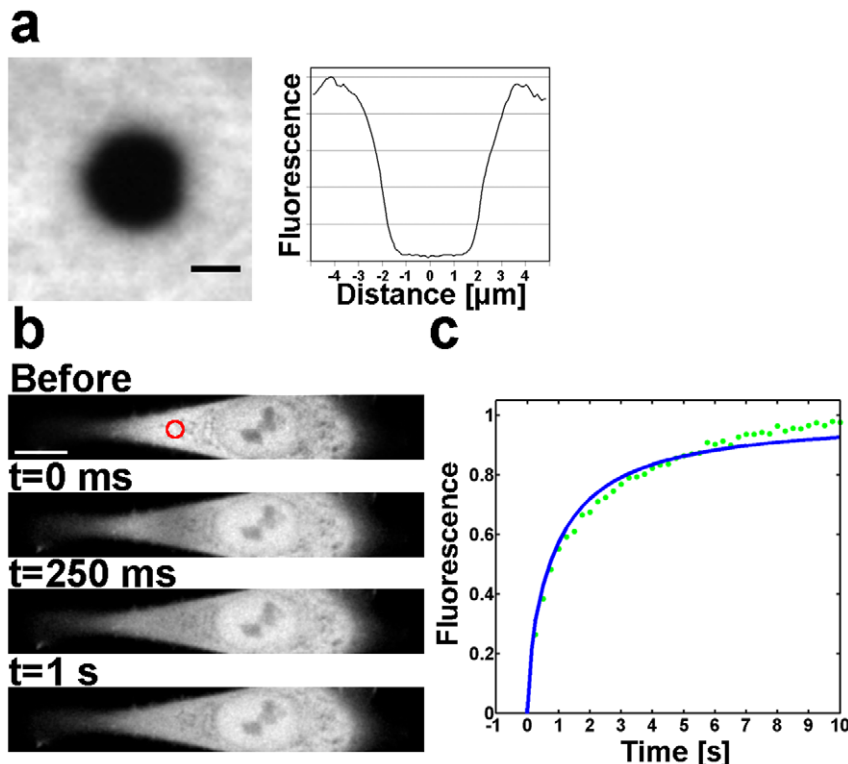 a
Fluorescence
-4 -3 -2 -1 0 1 2 3 4
Distance [µm]
b
Before
t=0 ms
t=250 ms
t=1 s
c
Fluorescence
1
0.8
0.6
0.4
0.2
0
-1 0 1 2 3 4 5 6 7 8 9 10
Time [s]